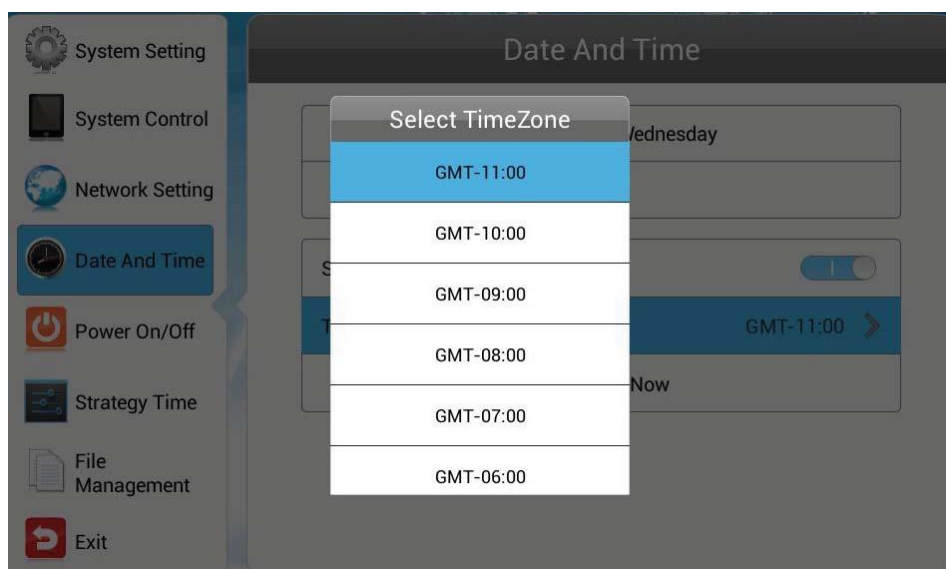 System Setting
System Control
Network Setting
Date And Time
Power On/Off
Strategy Time
File
Management
Exit
Date And Time
Select TimeZone
GMT-11:00
GMT-10:00
GMT-09:00
GMT-08:00
GMT-07:00
GMT-06:00
GMT-11:00
Now